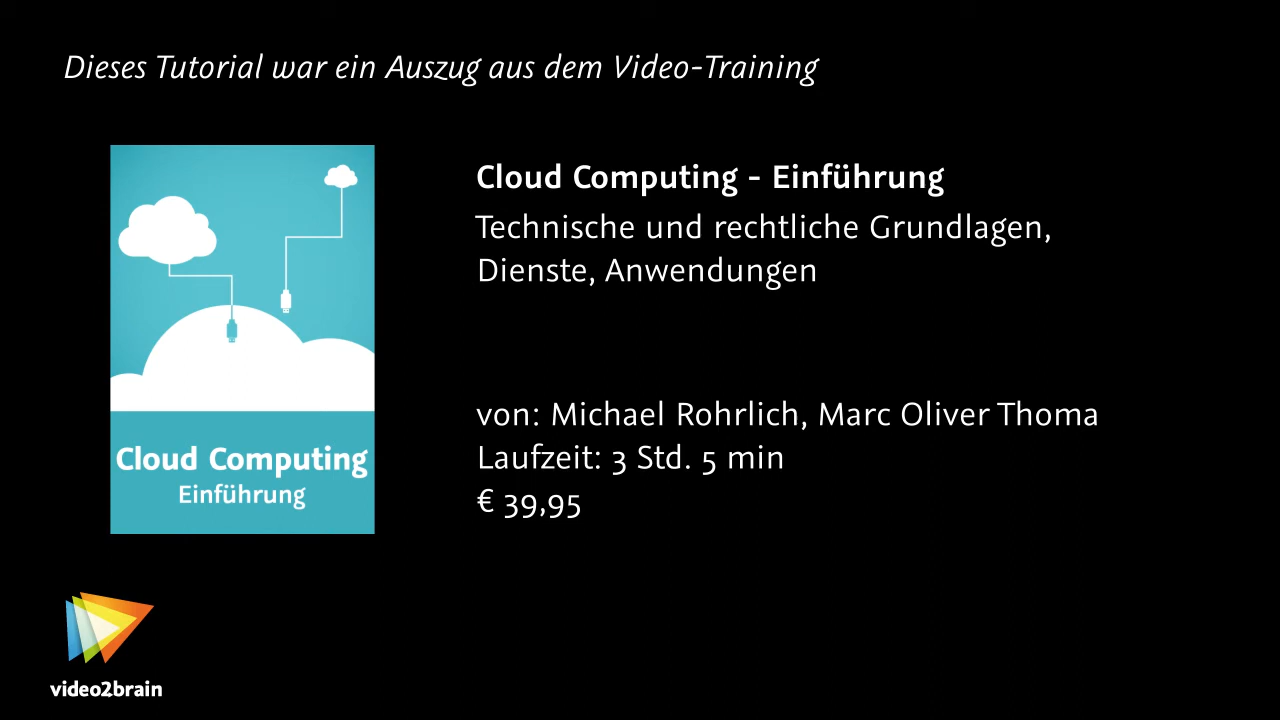 Dieses Tutorial war ein Auszug aus dem Video-Training
Cloud Computing - Einführung
Technische und rechtliche Grundlagen,
Dienste, Anwendungen
von: Michael Rohrlich, Marc Oliver Thoma
Laufzeit: 3 Std. 5 min
€ 39,95
Cloud Computing
Einführung
video2brain